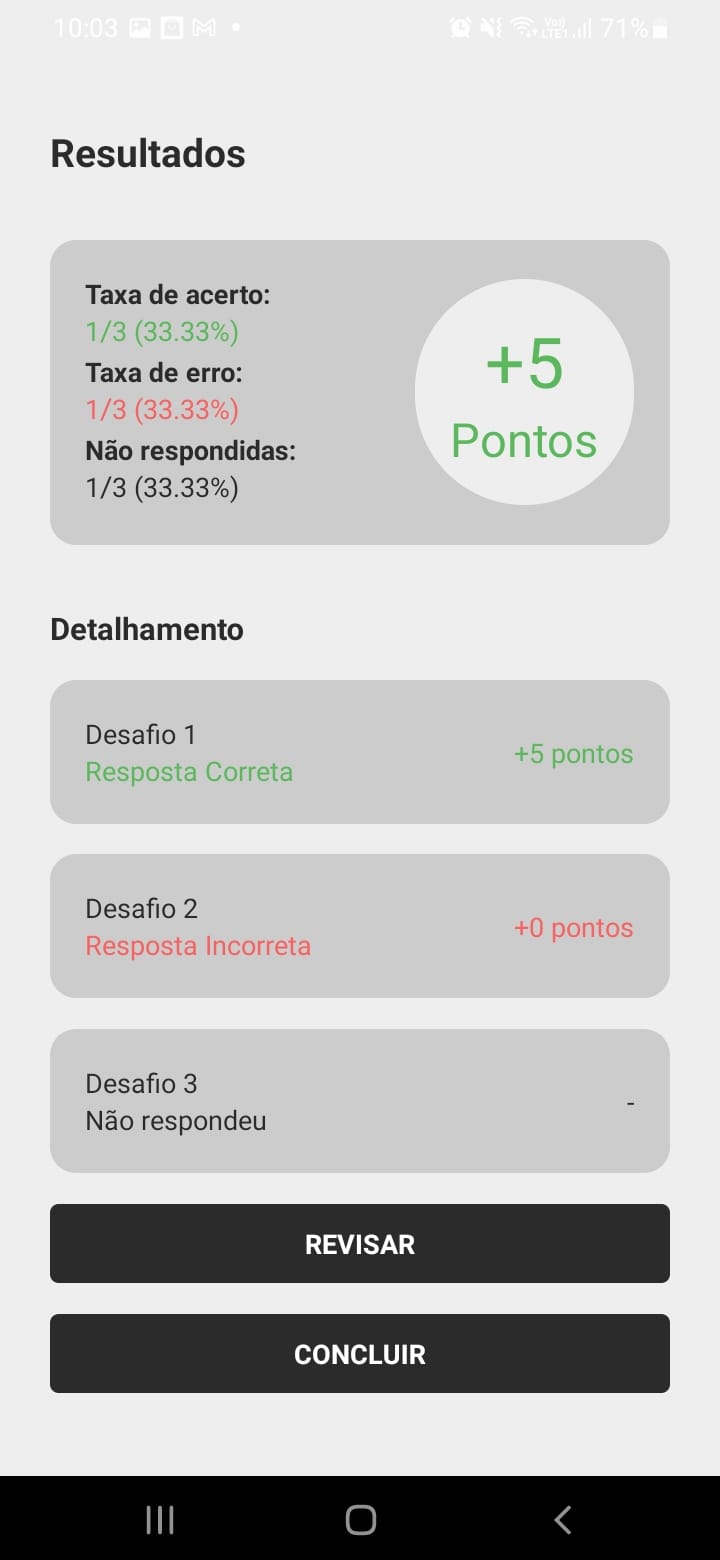 10:03 71%
Resultados
Taxa de acerto:
1/3 (33.33%)
Taxa de erro:
1/3 (33.33%)
Não respondidas:
1/3 (33.33%)
+5
Pontos
Detalhamento
Desafio 1
Resposta Correta
+5 pontos
Desafio 2
Resposta Incorreta
+0 pontos
Desafio 3
Não respondeu
-
REVISAR
CONCLUIR